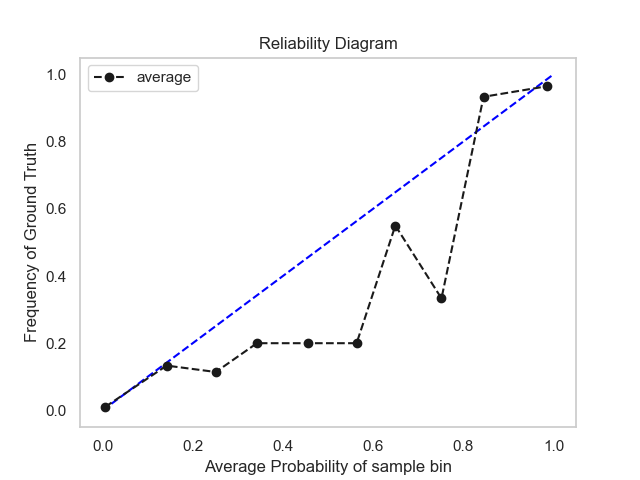 Reliability Diagram
average
Frequency of Ground Truth
1.0
0.8
0.6
0.4
0.2
0.0
0.0 0.2 0.4 0.6 0.8 1.0
Average Probability of sample bin